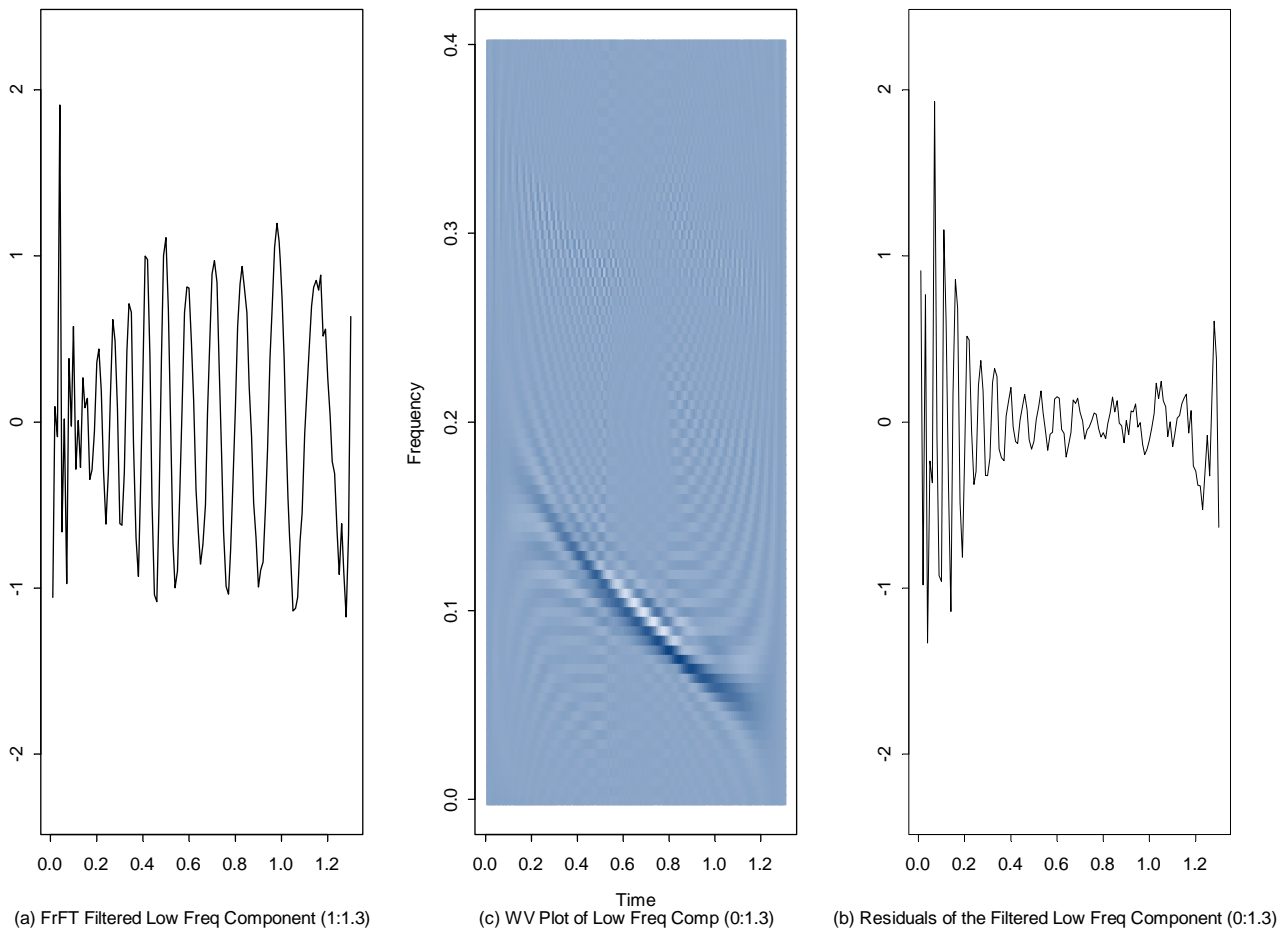 2
1
0
-1
-2
0.0 0.2 0.4 0.6 0.8 1.0 1.2
(a) FrFT Filtered Low Freq Component (1:1.3)
Frequency
0.4
0.3
0.2
0.1
0.0
0.0 0.2 0.4 0.6 0.8 1.0 1.2
Time
(c) WV Plot of Low Freq Comp (0:1.3)
2
1
0
-1
-2
0.0 0.2 0.4 0.6 0.8 1.0 1.2
(b) Residuals of the Filtered Low Freq Component (0:1.3)